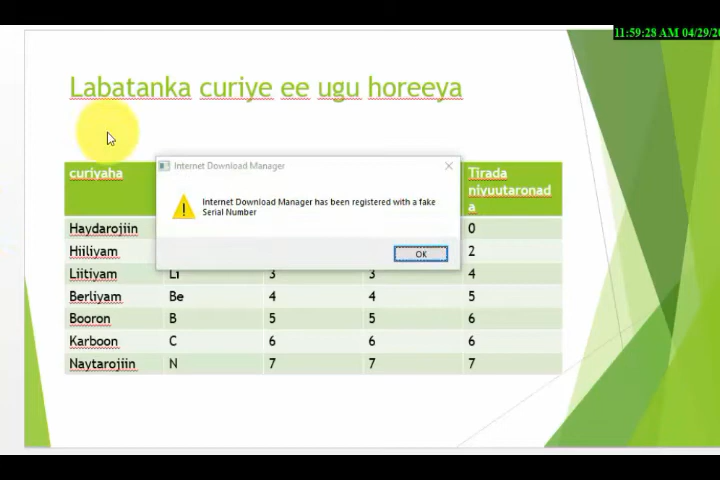 11:59:28 AM 04/29/20
Labatanka curiye ee ugu horeeya
curiyaha
Tirada
niyuutaronad
a
Internet Download Manager
Internet Download Manager has been registered with a fake
Serial Number
OK
Haydarojiin 0
Hiiliyam 2
Liitiyam Li 3 3 4
Berliyam Be 4 4 5
Booron B 5 5 6
Karboon C 6 6 6
Naytarojiin N 7 7 7